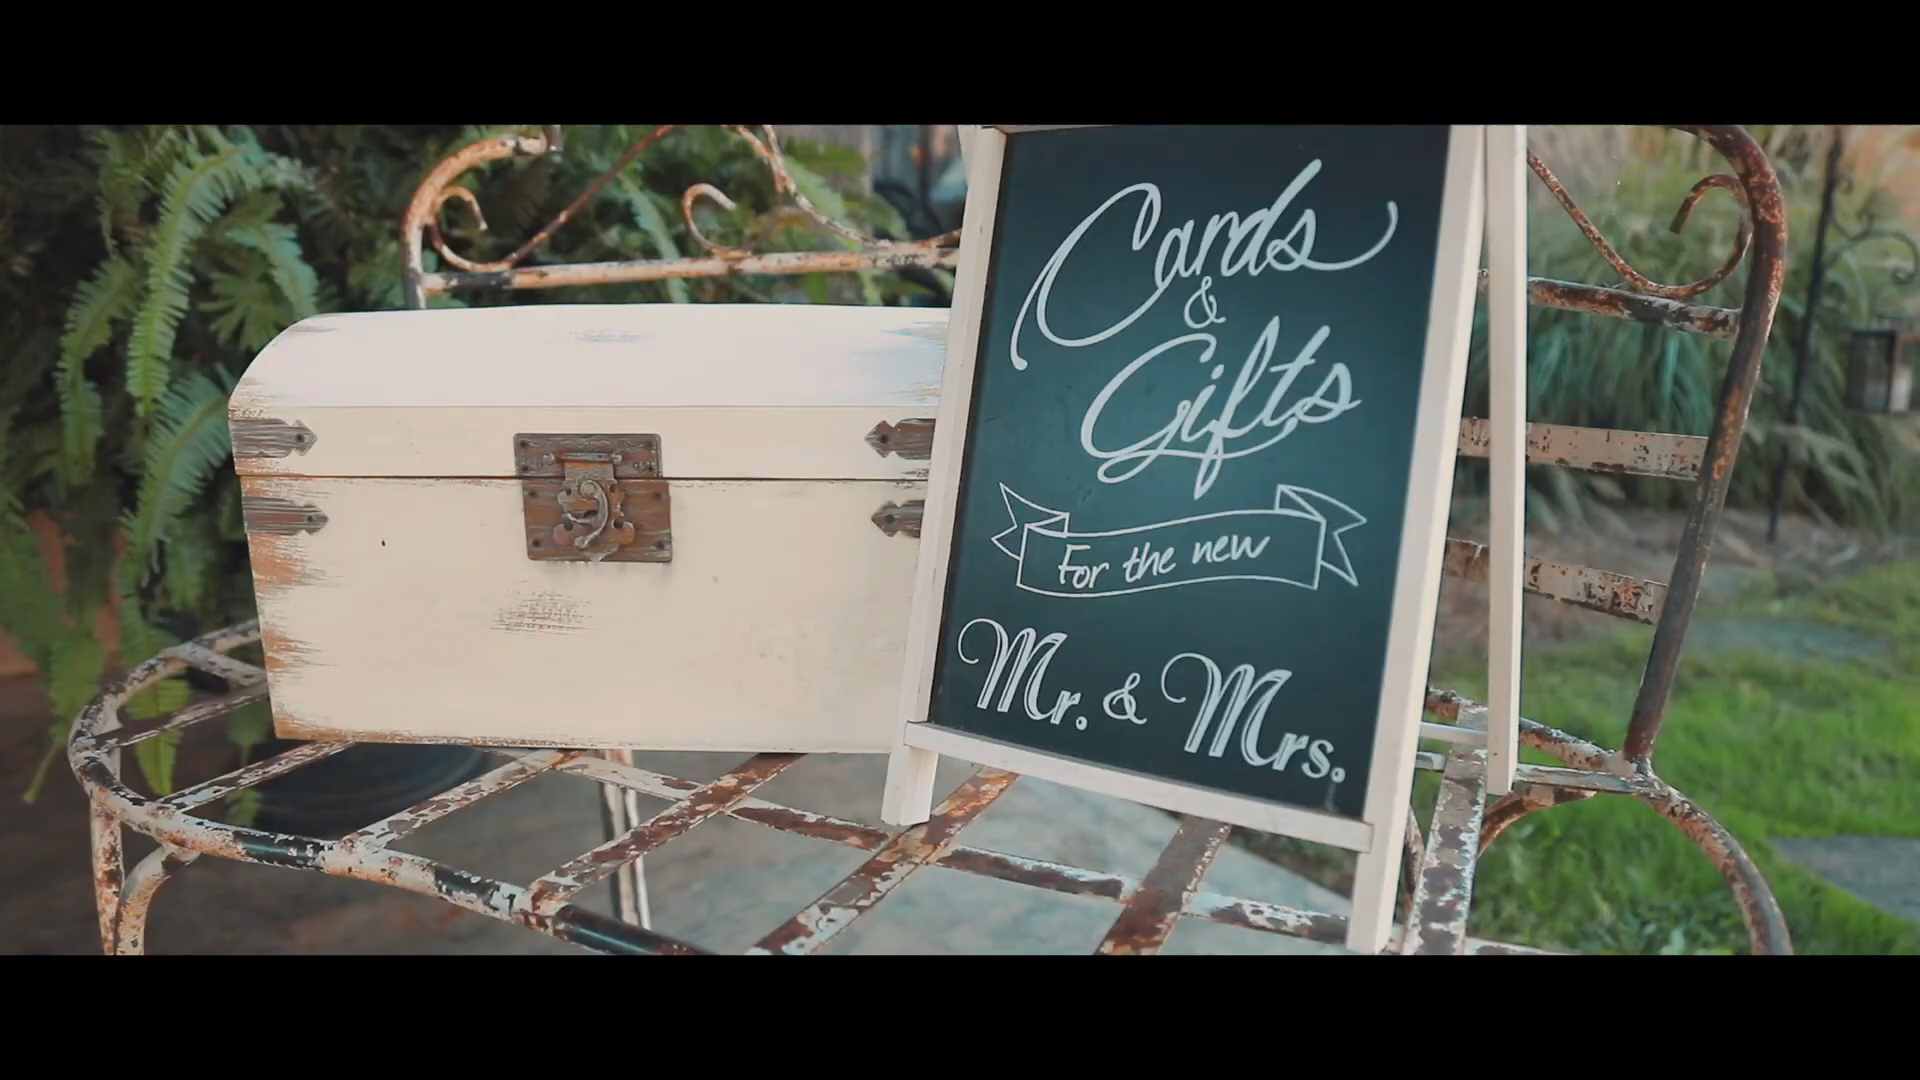 Cards
&
Gifts
For the new
Mr. & Mrs.